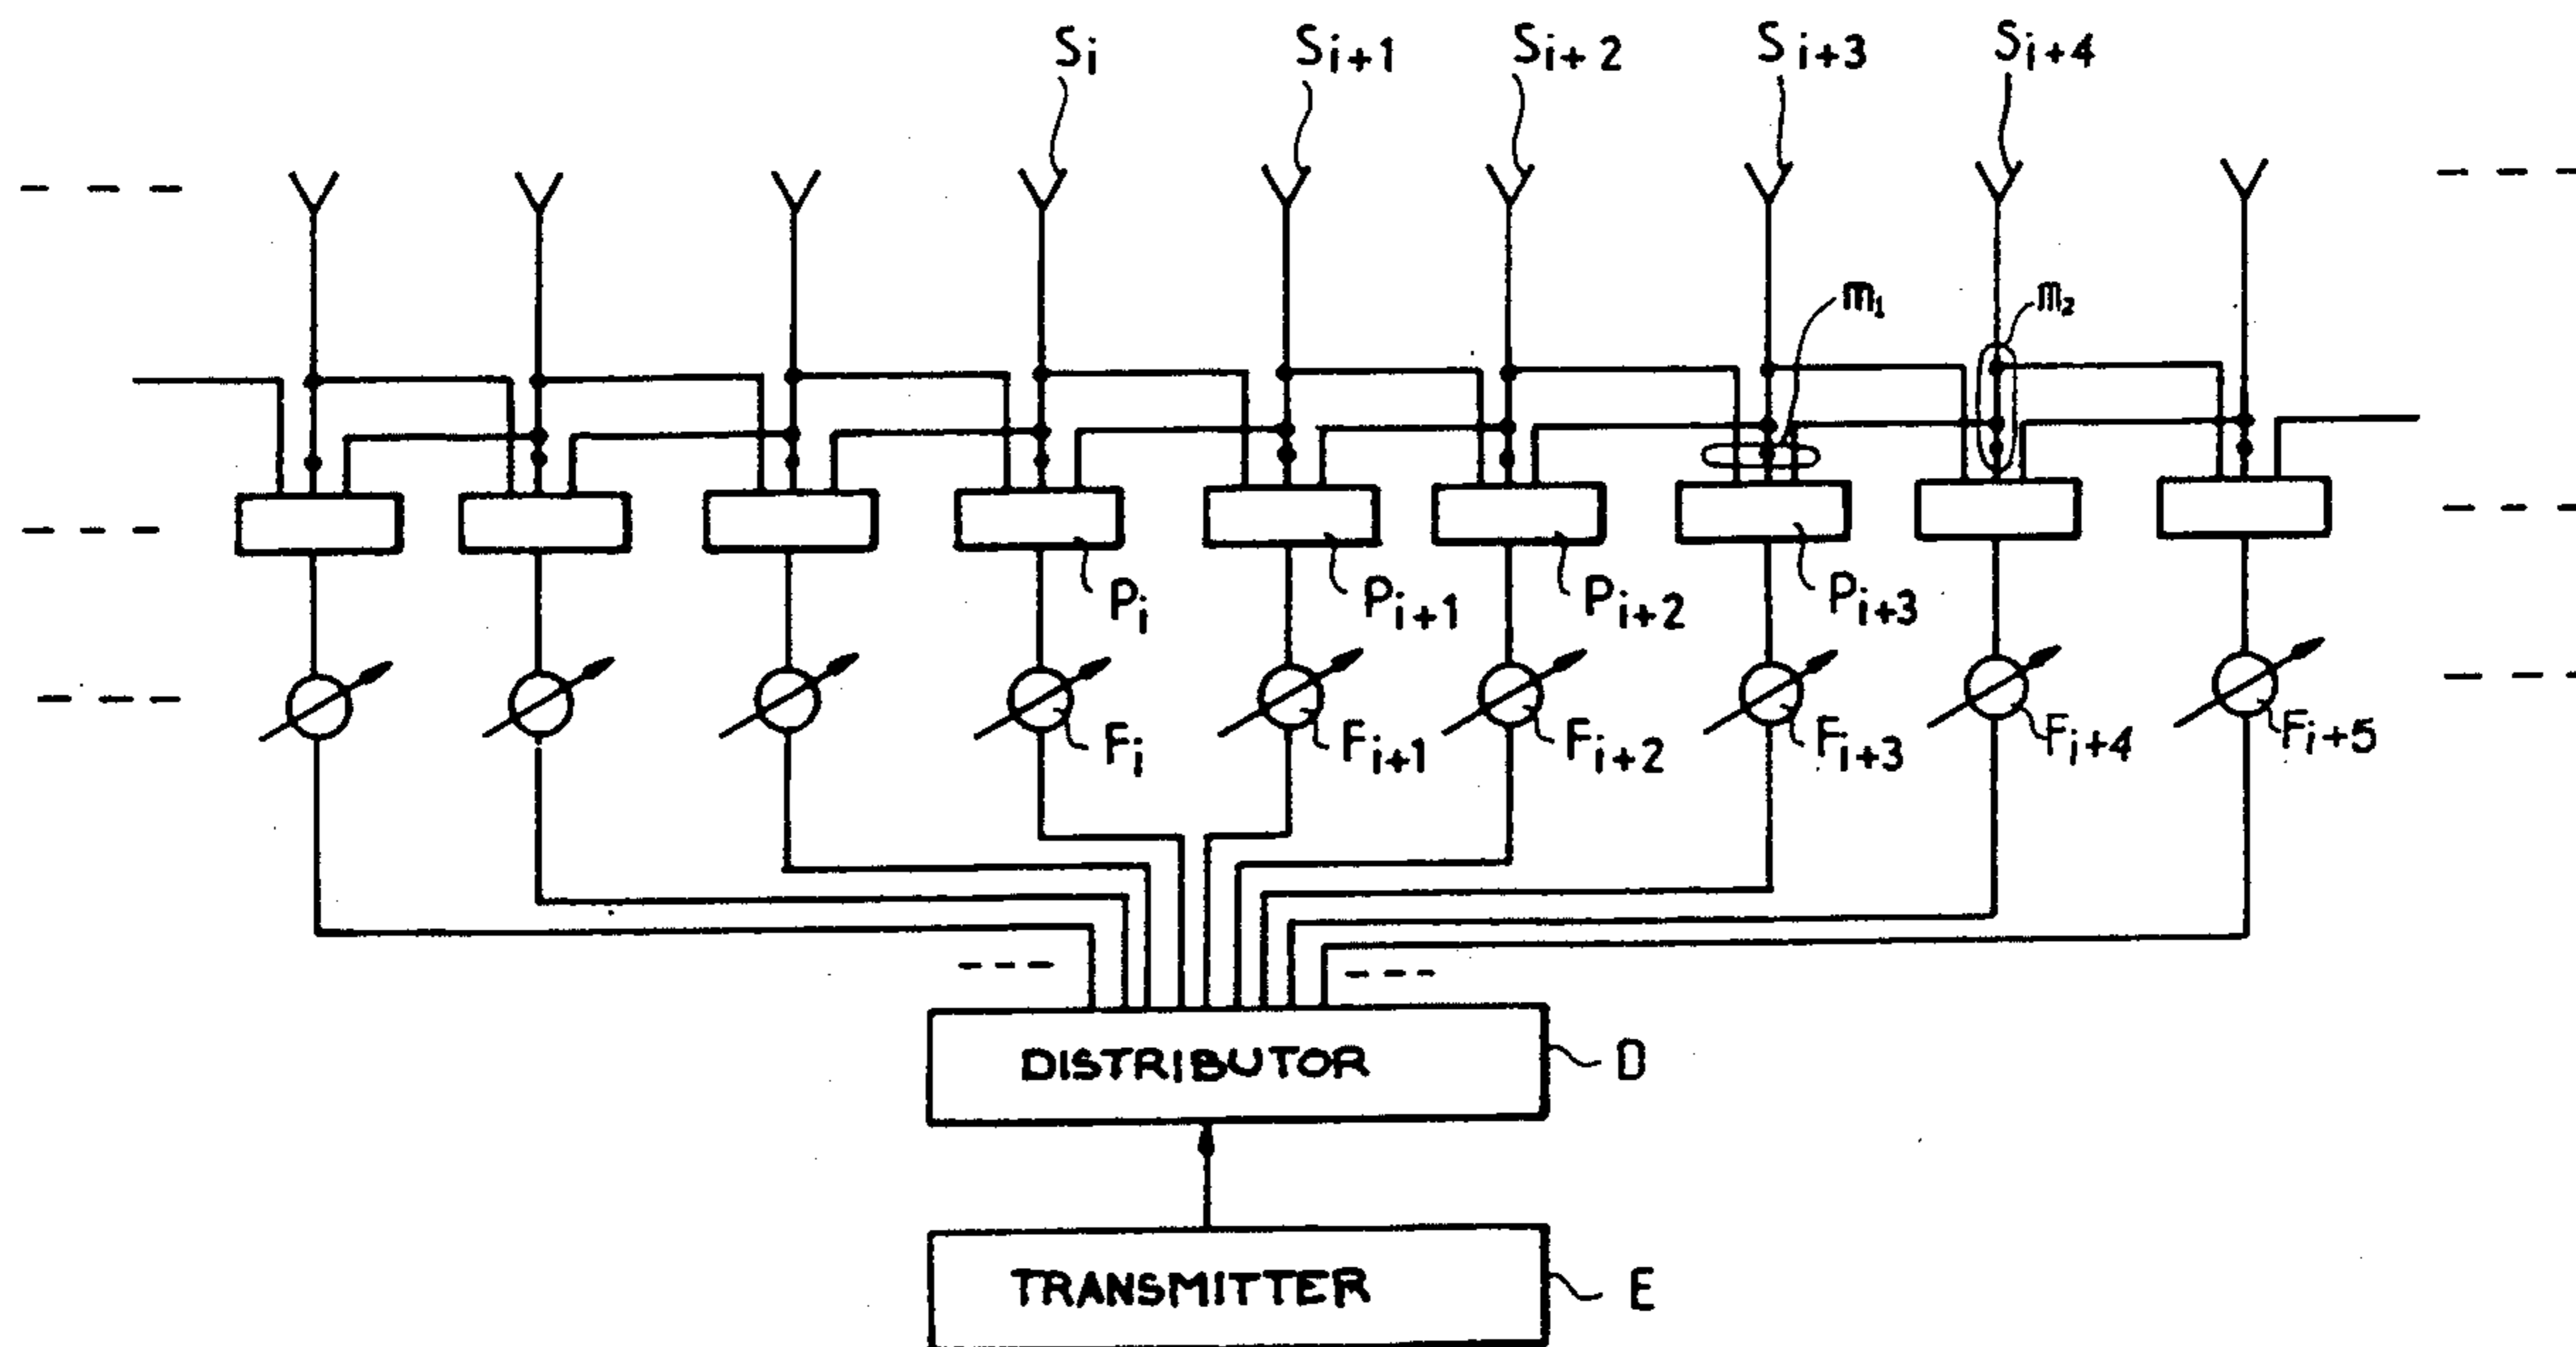 Si Si+1 Si+2 Si+3 Si+4
m1 m2
Pi Pi+1 Pi+2 Pi+3
Fi Fi+1 Fi+2 Fi+3 Fi+4 Fi+5
DISTRIBUTOR D
TRANSMITTER E